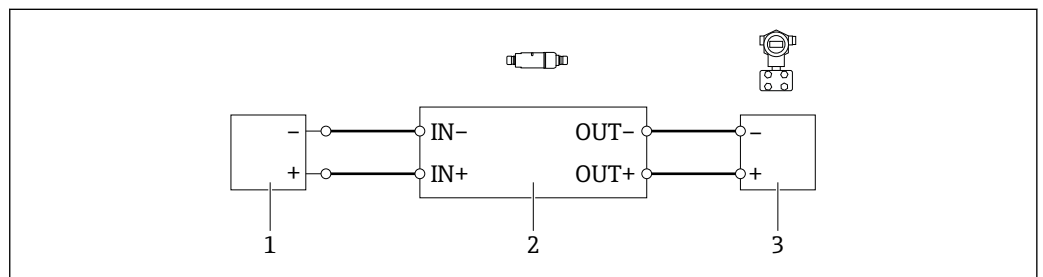 − IN− OUT− −
+ IN+ OUT+ +
1 2 3